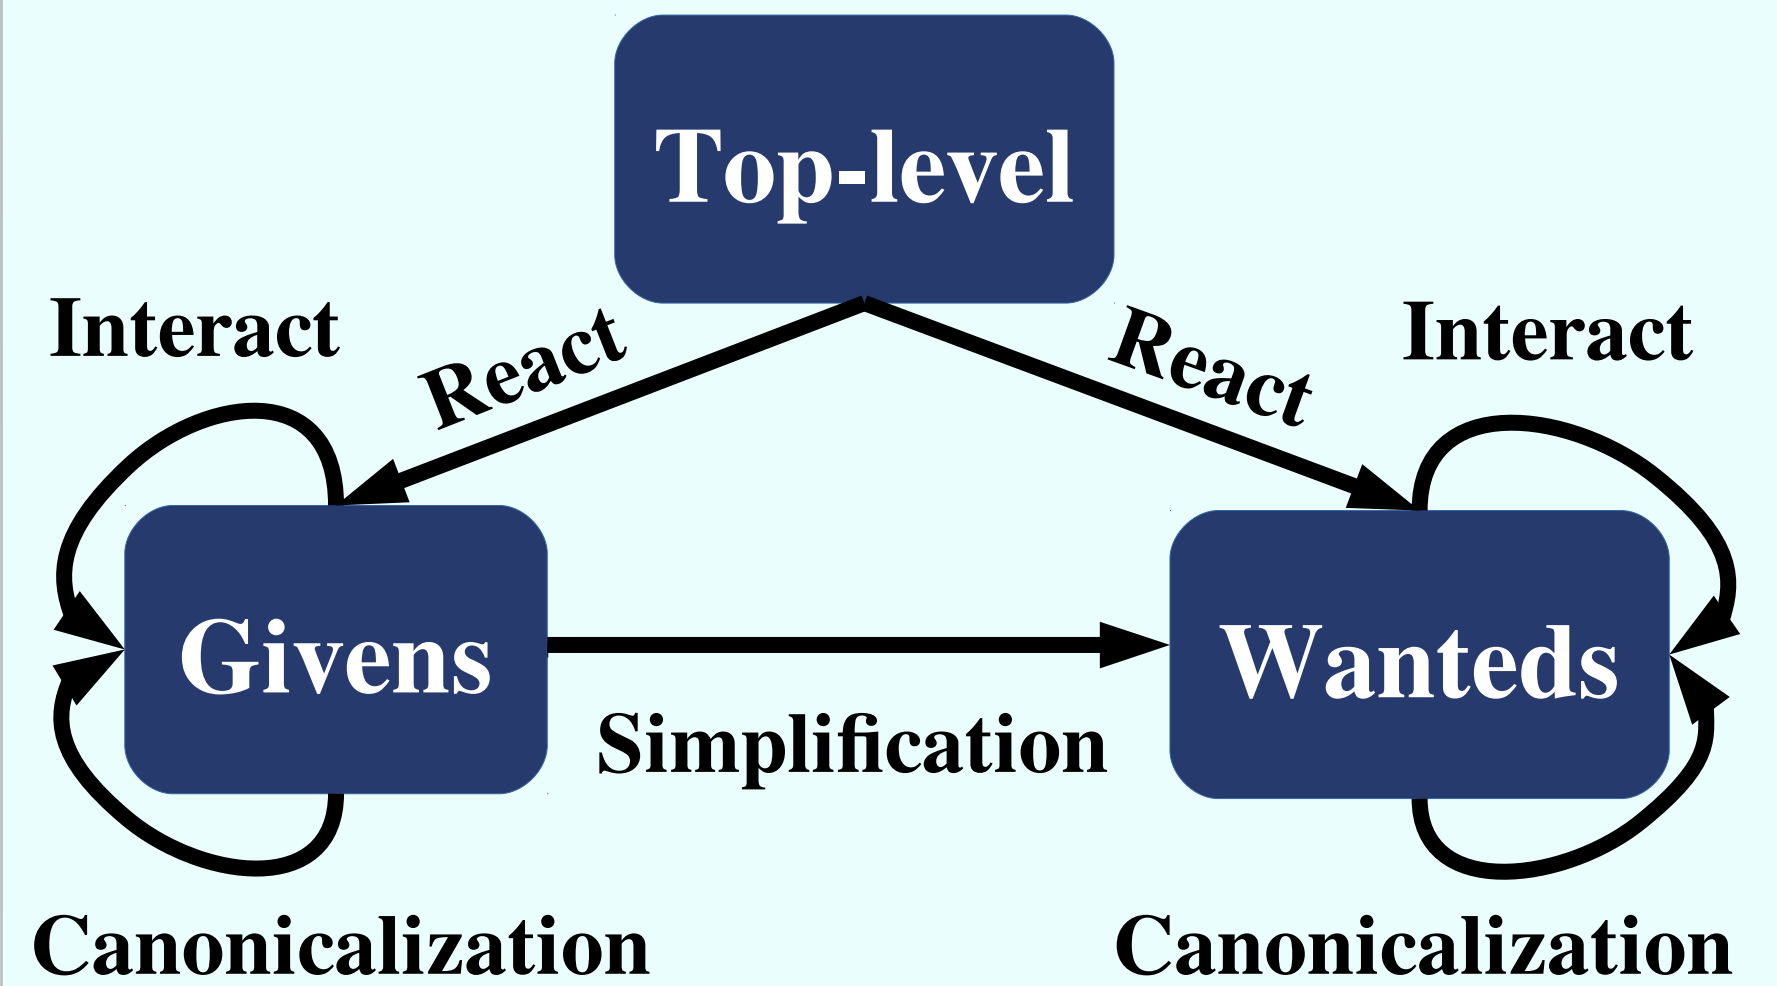 Top-level
Interact
React
React
Interact
Givens
Wanteds
Simplification
Canonicalization
Canonicalization